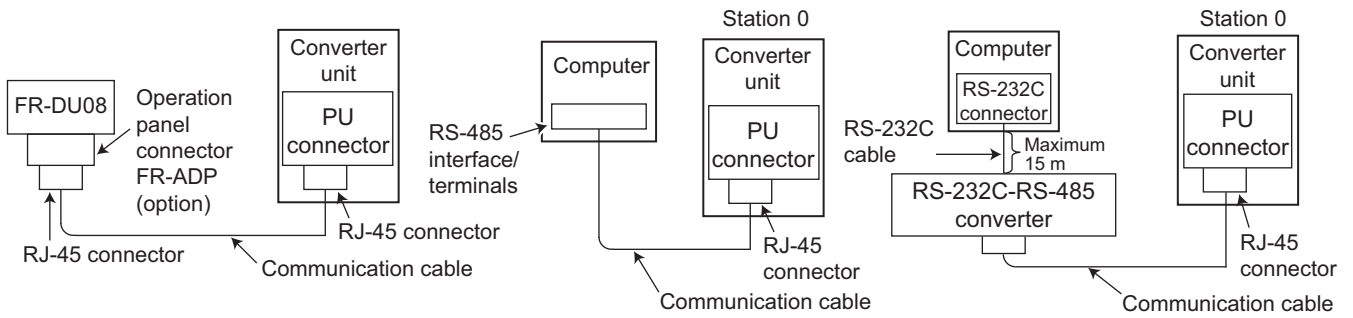 FR-DU08
Operation
panel
connector
FR-ADP
(option)
RJ-45 connector
Converter
unit
PU
connector
RJ-45 connector
Communication cable
Computer
RS-485
interface/
terminals
Station 0
Converter
unit
PU
connector
RJ-45
connector
Communication cable
Computer
RS-232C
connector
RS-232C
cable
Maximum
15 m
RS-232C-RS-485
converter
Station 0
Converter
unit
PU
connector
RJ-45
connector
Communication cable